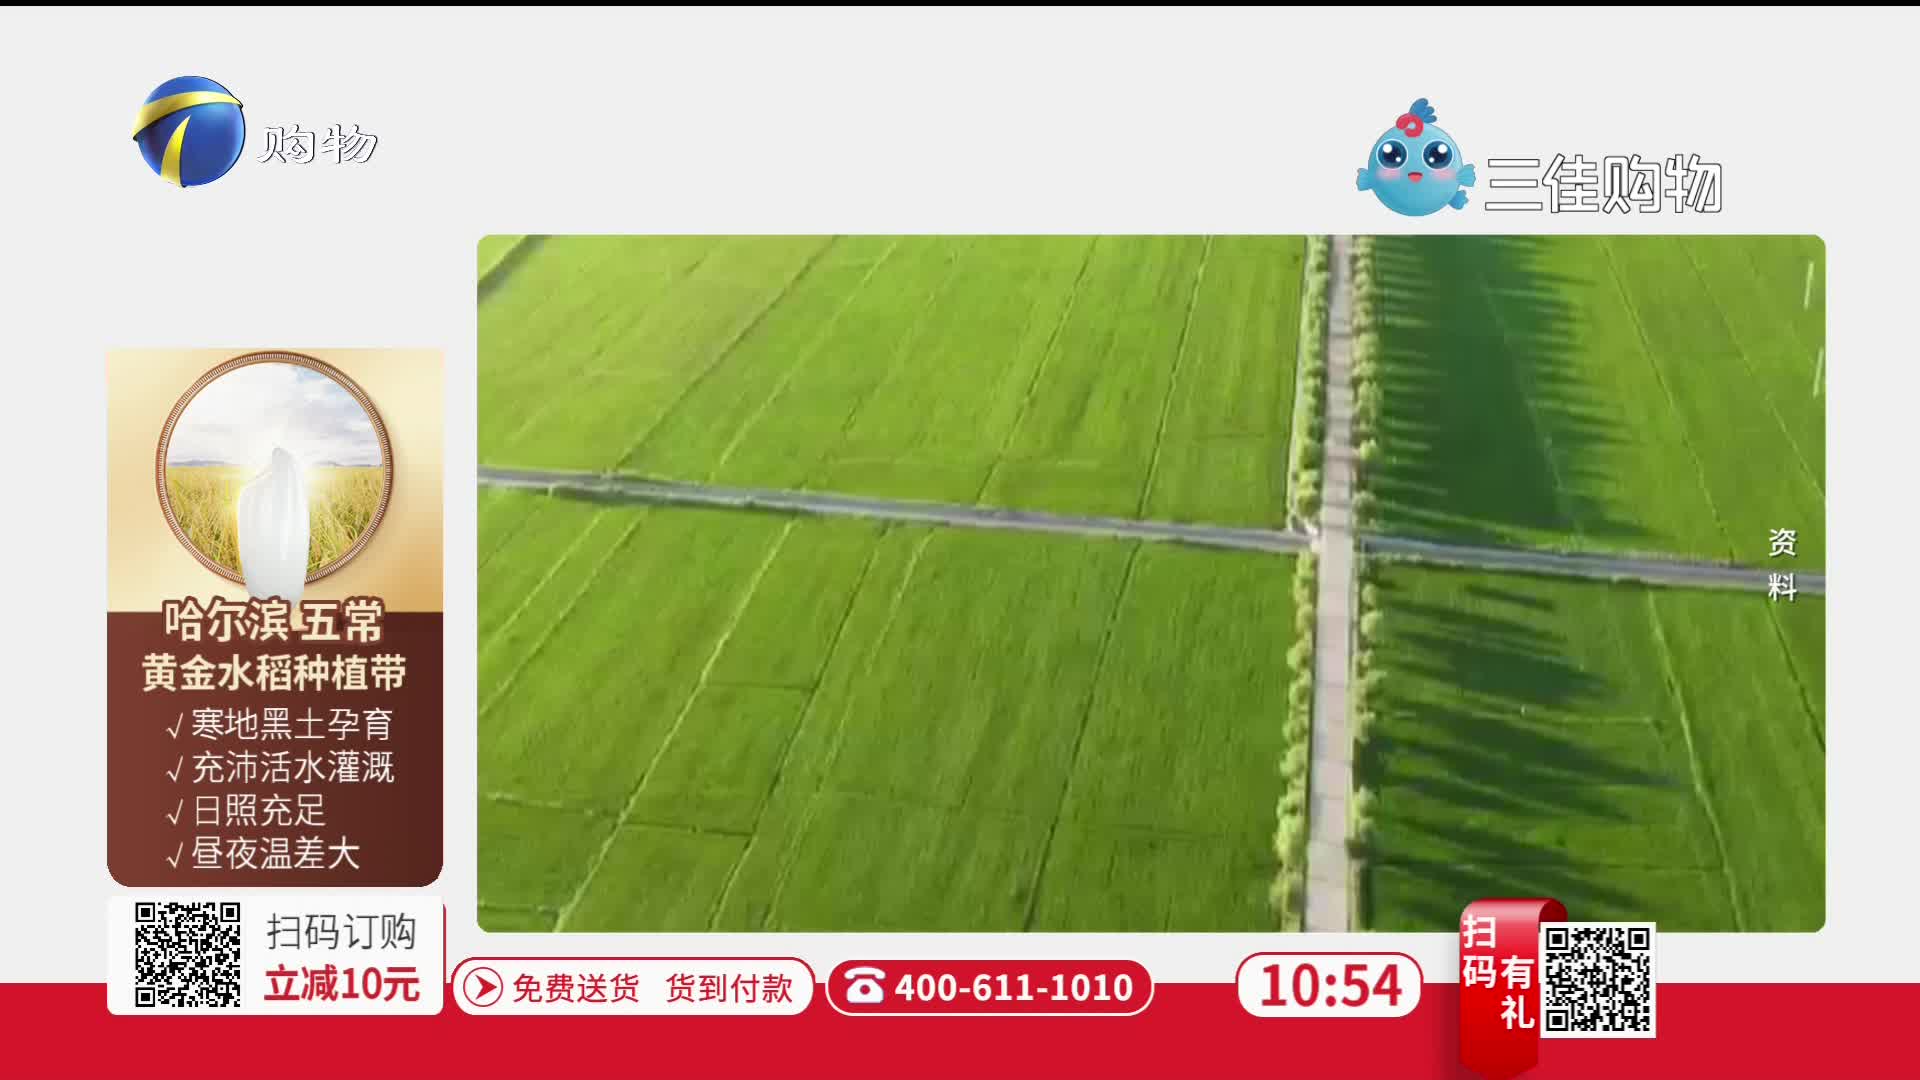 购物
三佳购物
资料
哈尔滨 五常
黄金水稻种植带
√ 寒地黑土孕育
√ 充沛活水灌溉
√ 日照充足
√ 昼夜温差大
扫码订购
立减10元
免费送货 货到付款
400-611-1010
10:54
扫码
有礼